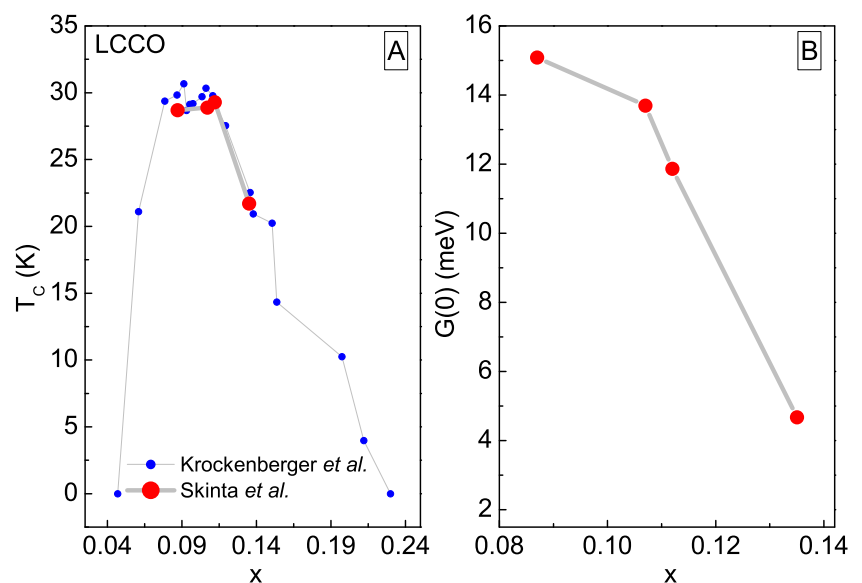 LCCO
A
35
30
25
20
15
10
5
0
T_C (K)
Krockenberger et al.
Skinta et al.
0.04 0.09 0.14 0.19 0.24
x
B
16
14
12
10
8
6
4
2
G(0) (meV)
0.08 0.10 0.12 0.14
x